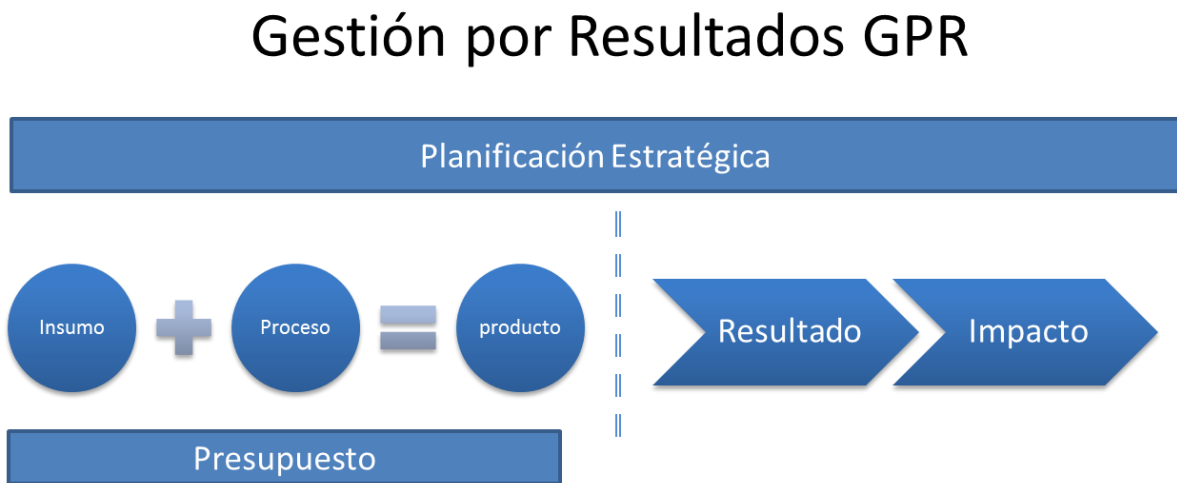 Gestión por Resultados GPR
Planificación Estratégica
Insumo
Proceso
producto
Resultado
Impacto
Presupuesto